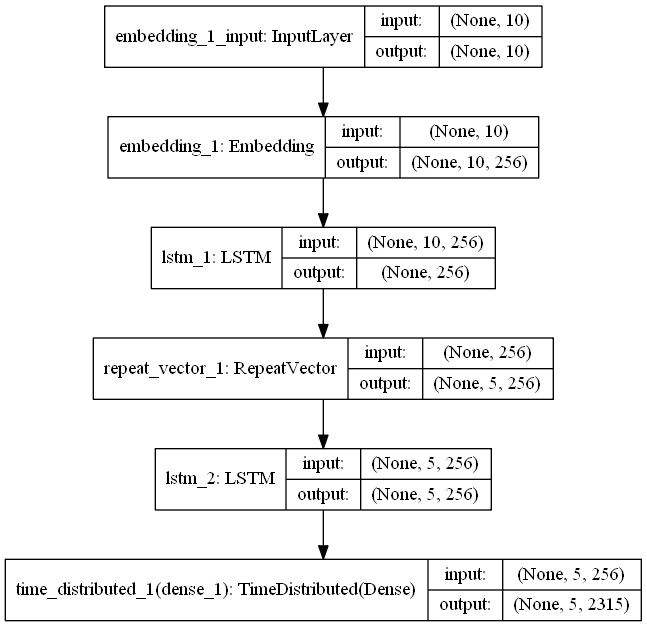 embedding_1_input: InputLayer
input: (None, 10)
output: (None, 10)
embedding_1: Embedding
input: (None, 10)
output: (None, 10, 256)
lstm_1: LSTM
input: (None, 10, 256)
output: (None, 256)
repeat_vector_1: RepeatVector
input: (None, 256)
output: (None, 5, 256)
lstm_2: LSTM
input: (None, 5, 256)
output: (None, 5, 256)
time_distributed_1(dense_1): TimeDistributed(Dense)
input: (None, 5, 256)
output: (None, 5, 2315)